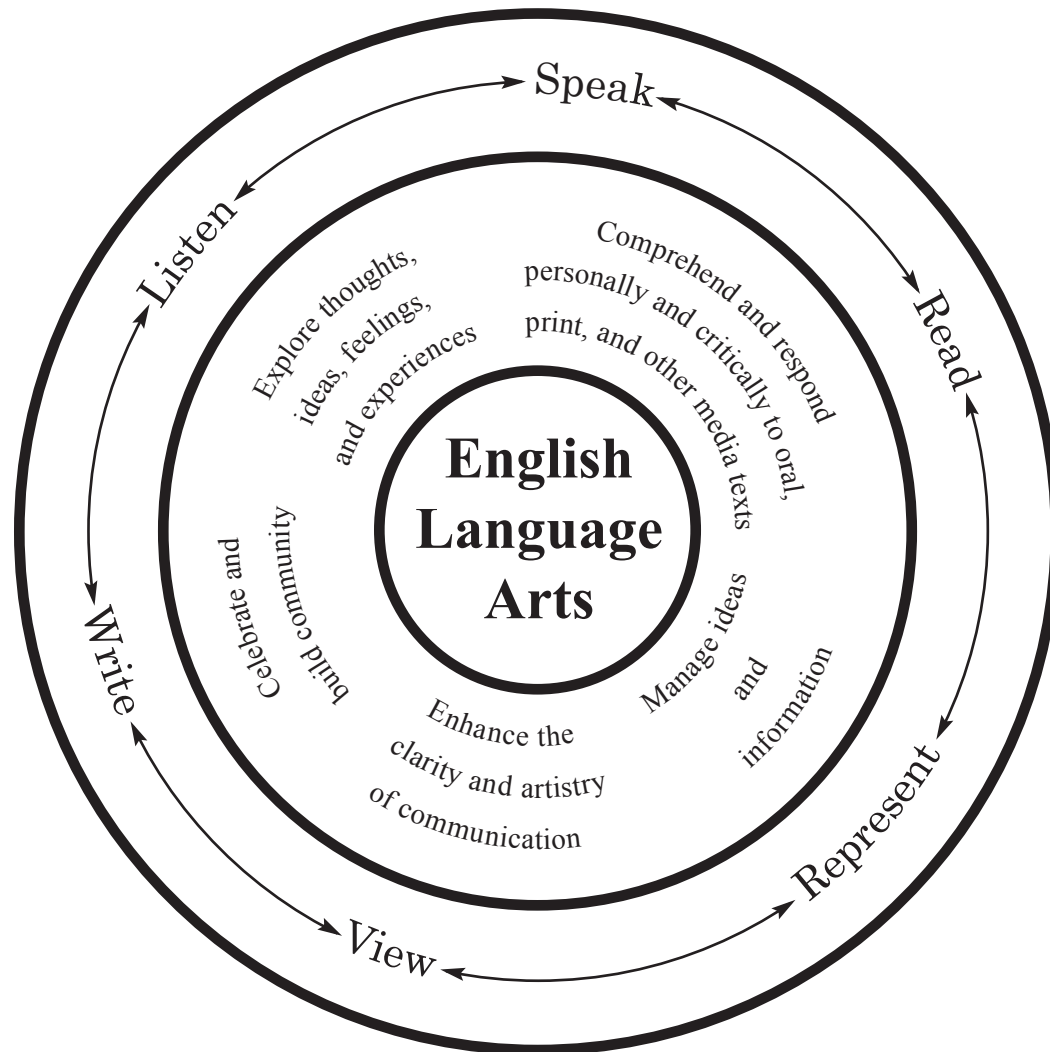 Speak
Read
Represent
View
Write
Listen
Explore thoughts,
ideas, feelings,
and experiences
Comprehend and respond
personally and critically to oral,
print, and other media texts
Manage ideas
and
information
Enhance the
clarity and artistry
of communication
Celebrate and
build community
English
Language
Arts